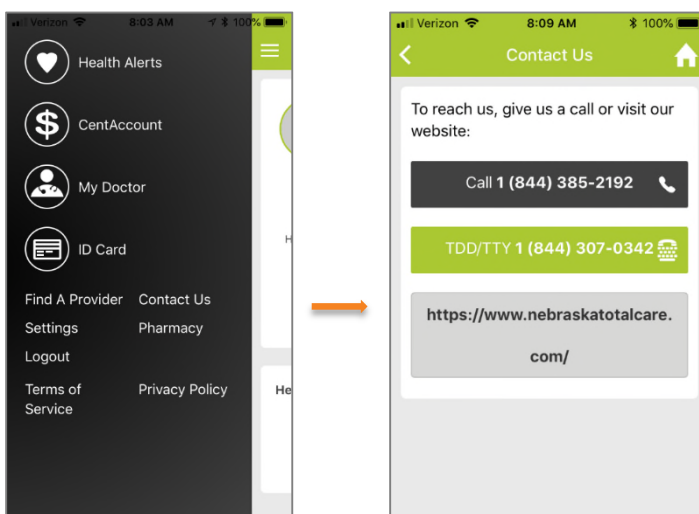 Verizon 8:03 AM 100%
Health Alerts
CentAccount
My Doctor
ID Card
Find A Provider Contact Us
Settings Pharmacy
Logout
Terms of Privacy Policy
Service
H
He
Verizon 8:09 AM 100%
Contact Us
To reach us, give us a call or visit our
website:
Call 1 (844) 385-2192
TDD/TTY 1 (844) 307-0342
https://www.nebraskatotalcare.
com/